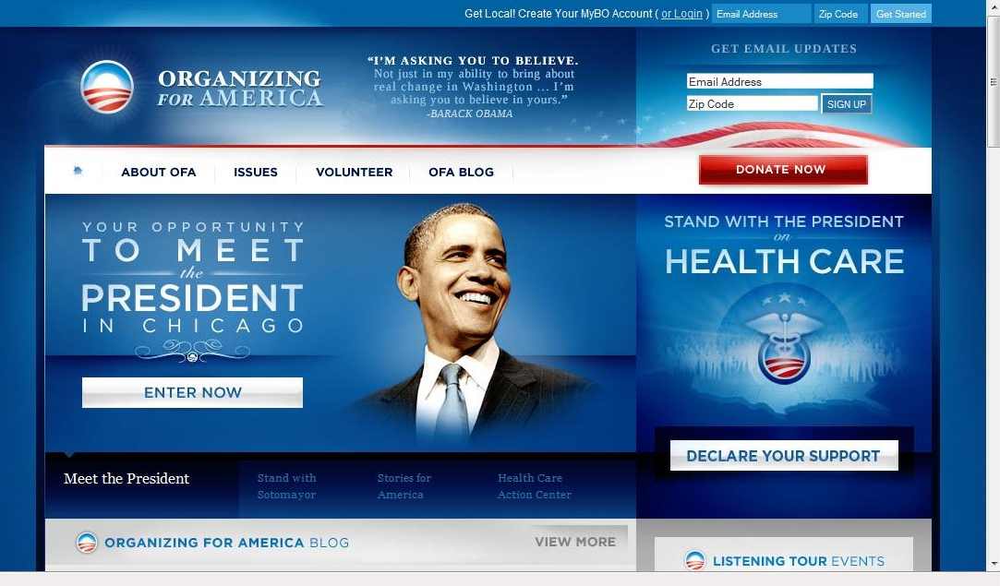 Get Local! Create Your MyBO Account ( or Login ) Email Address Zip Code Get Started
ORGANIZING
FOR AMERICA
“I’M ASKING YOU TO BELIEVE.
Not just in my ability to bring about
real change in Washington ... I’m
asking you to believe in yours.”
-BARACK OBAMA
GET EMAIL UPDATES
Email Address
Zip Code SIGN UP
ABOUT OFA ISSUES VOLUNTEER OFA BLOG DONATE NOW
YOUR OPPORTUNITY
TO MEET
the
PRESIDENT
IN CHICAGO
ENTER NOW
STAND WITH THE PRESIDENT
on
HEALTH CARE
DECLARE YOUR SUPPORT
Meet the President
Stand with
Sotomayor
Stories for
America
Health Care
Action Center
ORGANIZING FOR AMERICA BLOG VIEW MORE
LISTENING TOUR EVENTS